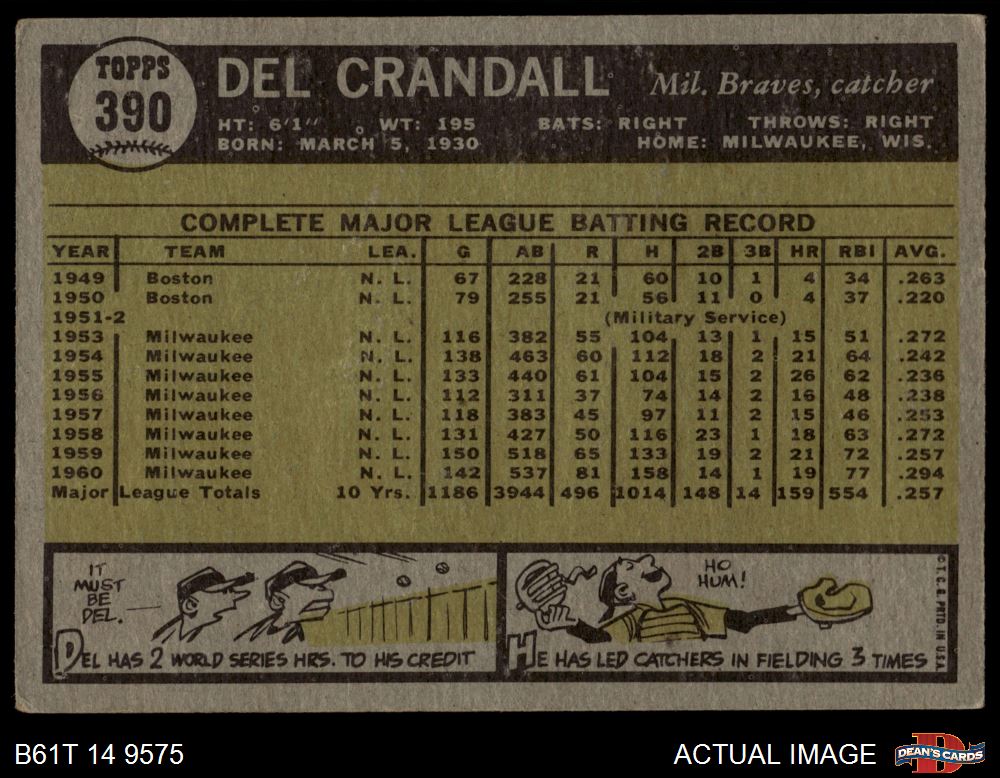 TOPPS
390
DEL CRANDALL Mil. Braves, catcher
HT: 6'1" WT: 195 BATS: RIGHT THROWS: RIGHT
BORN: MARCH 5, 1930 HOME: MILWAUKEE, WIS.
COMPLETE MAJOR LEAGUE BATTING RECORD
YEAR TEAM LEA. G AB R H 2B 3B HR RBI AVG.
1949 Boston N. L. 67 228 21 60 10 1 4 34 .263
1950 Boston N. L. 79 255 21 56 11 0 4 37 .220
1951-2 (Military Service)
1953 Milwaukee N. L. 116 382 55 104 13 1 15 51 .272
1954 Milwaukee N. L. 138 463 60 112 18 2 21 64 .242
1955 Milwaukee N. L. 133 440 61 104 15 2 26 62 .236
1956 Milwaukee N. L. 112 311 37 74 14 2 16 48 .238
1957 Milwaukee N. L. 118 383 45 97 11 2 15 46 .253
1958 Milwaukee N. L. 131 427 50 116 23 1 18 63 .272
1959 Milwaukee N. L. 150 518 65 133 19 2 21 72 .257
1960 Milwaukee N. L. 142 537 81 158 14 1 19 77 .294
Major League Totals 10 Yrs. 1186 3944 496 1014 148 14 159 554 .257
IT
MUST
BE
DEL.
DEL HAS 2 WORLD SERIES HRS. TO HIS CREDIT
HO
HUM!
HE HAS LED CATCHERS IN FIELDING 3 TIMES
© T. C. G. PRTD. IN U.S.A.
B61T 14 9575 ACTUAL IMAGE
DEAN'S CARDS